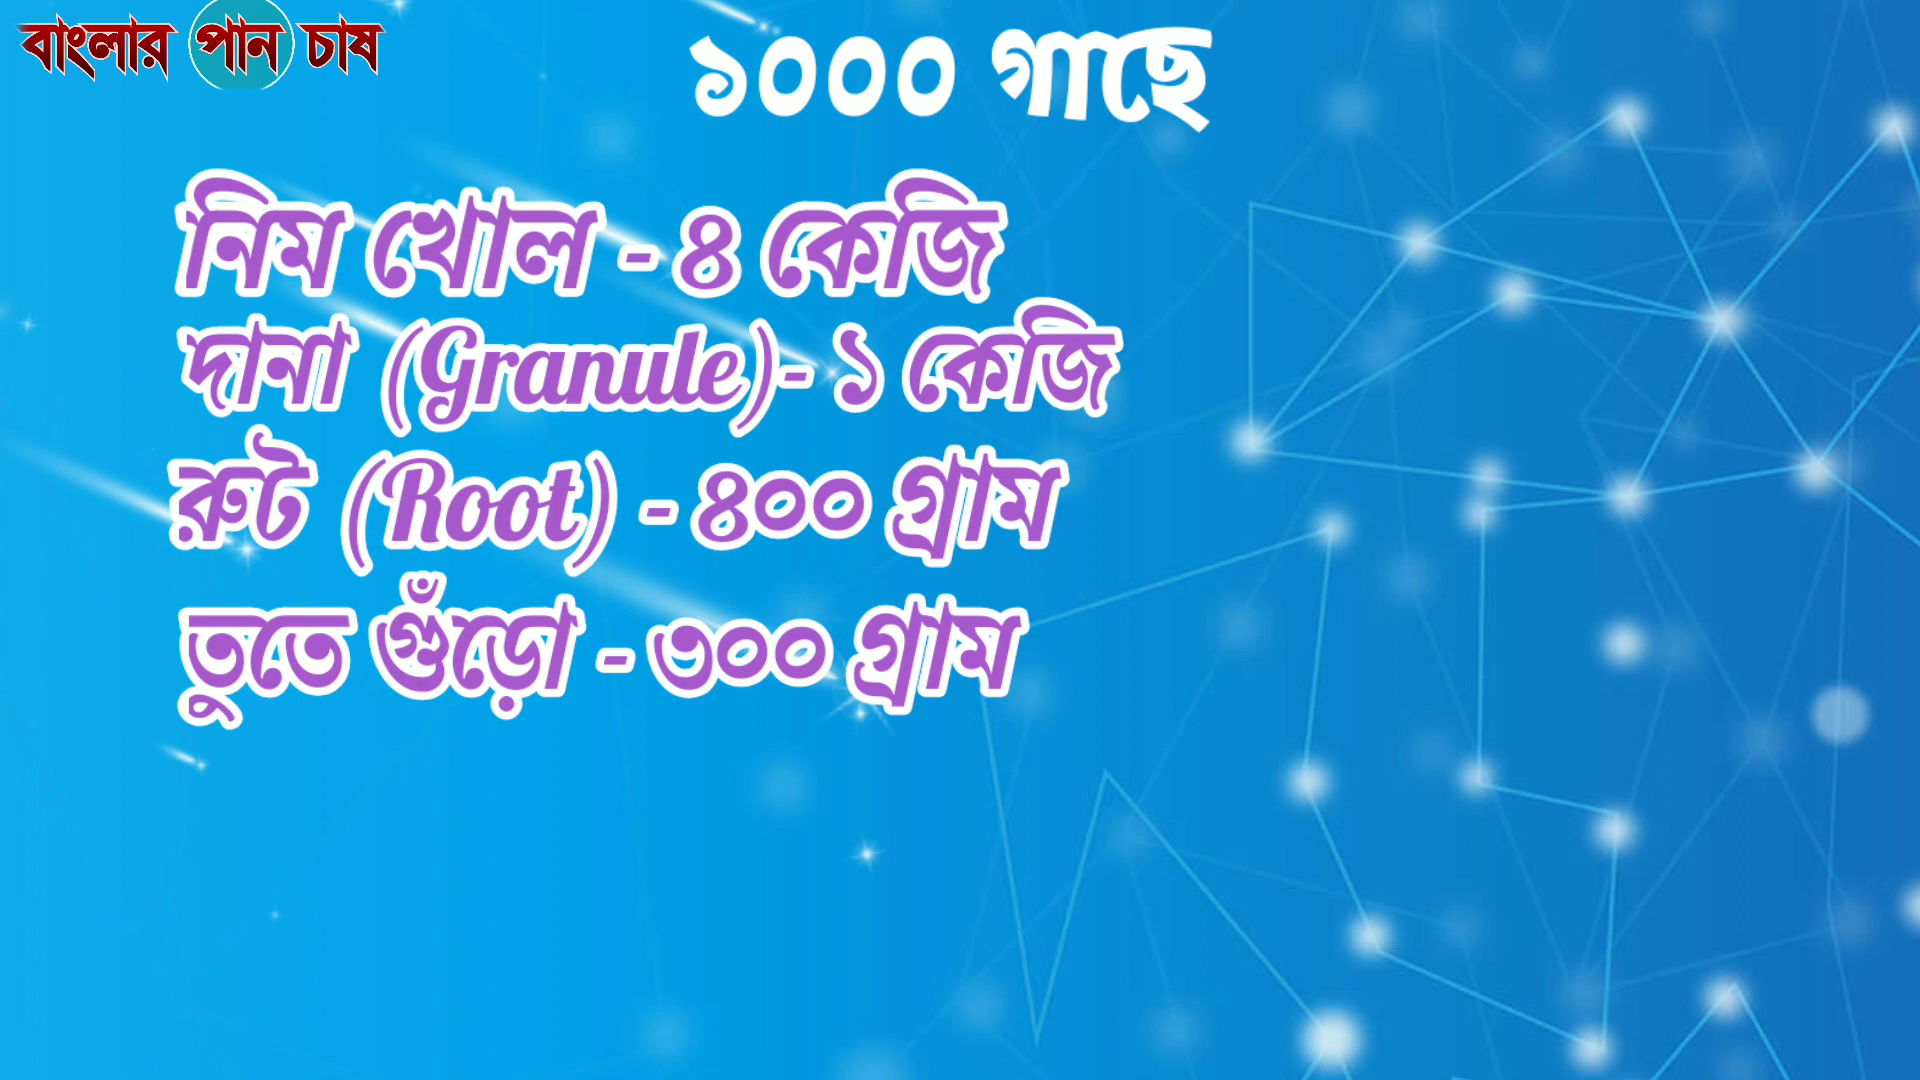 বাংলার পান চাষ
১০০০ গাছে
নিম খোল - ৪ কেজি
দানা (Granule)- ১ কেজি
রুট (Root) - ৪০০ গ্রাম
তুতে গুঁড়ো - ৩০০ গ্রাম